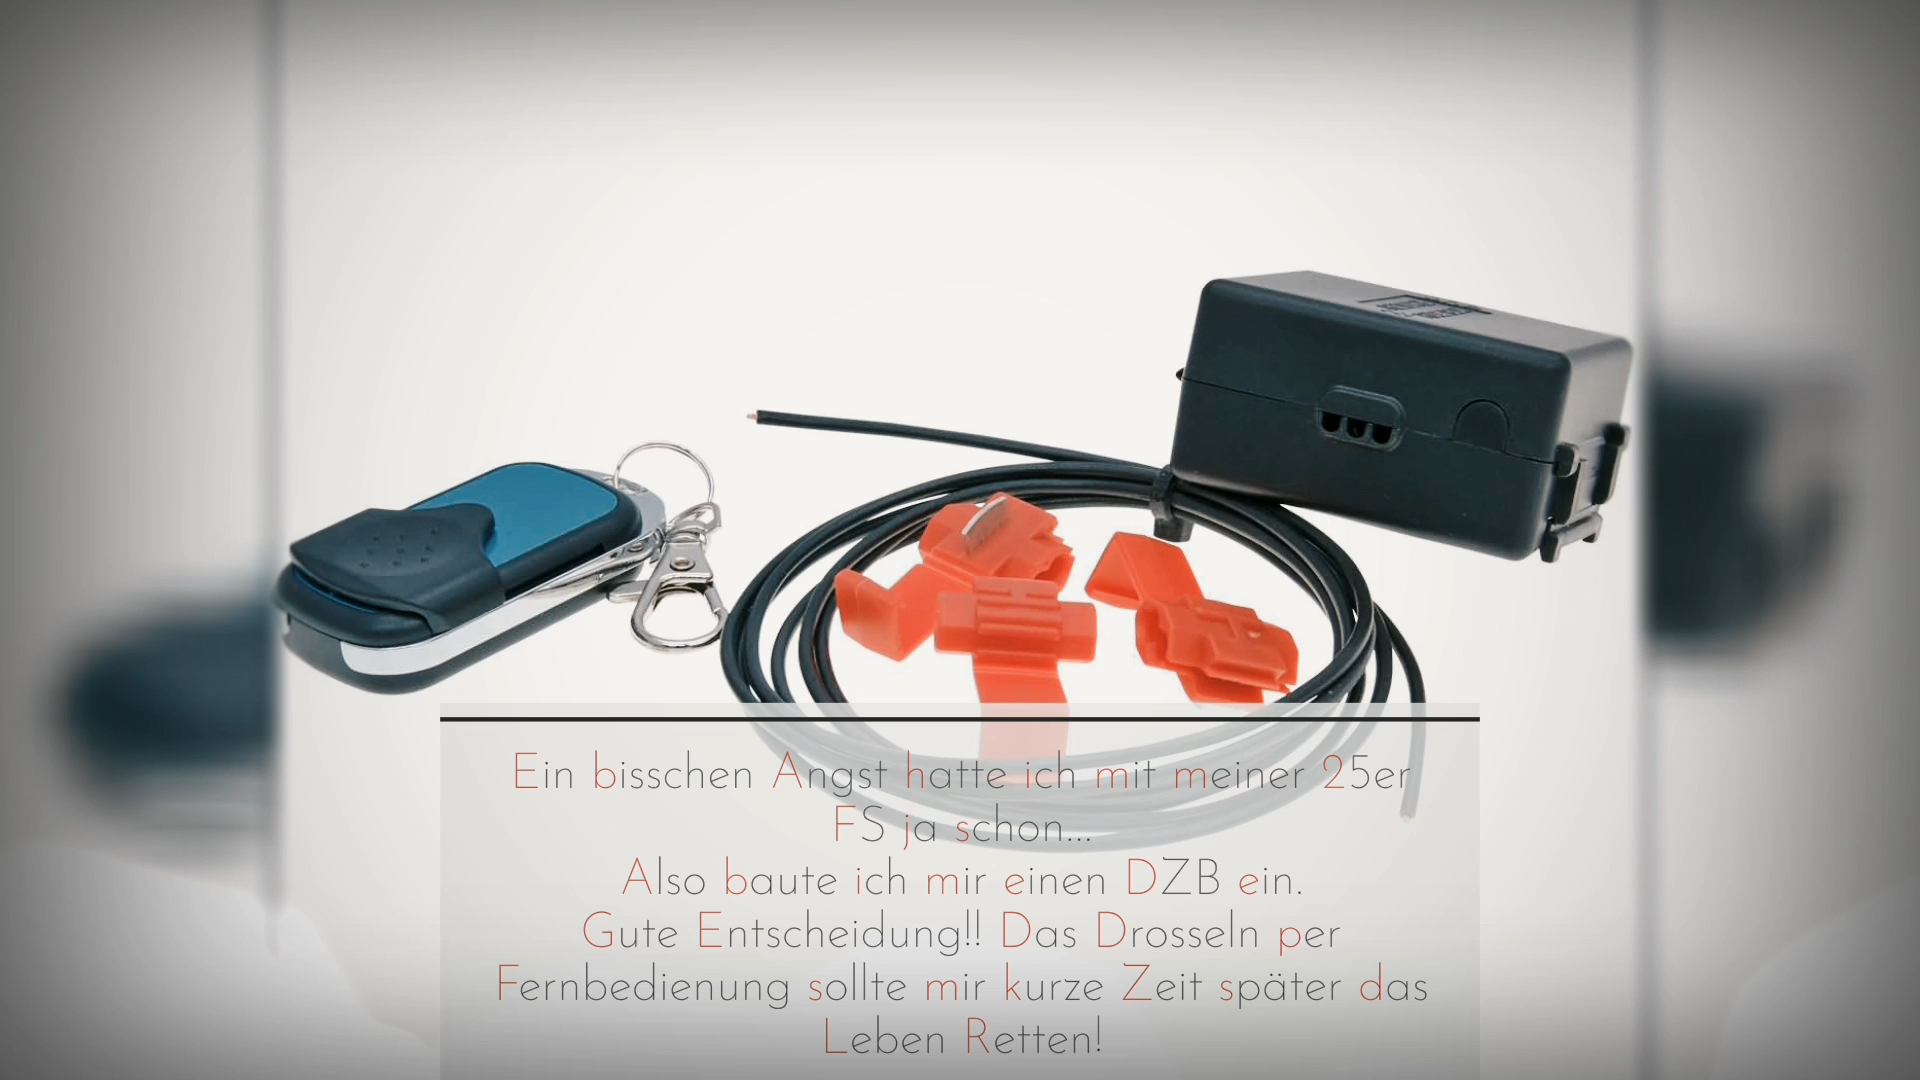 Ein bisschen Angst hatte ich mit meiner 25er
FS ja schon...
Also baute ich mir einen DZB ein.
Gute Entscheidung!! Das Drosseln per
Fernbedienung sollte mir kurze Zeit später das
Leben Retten!